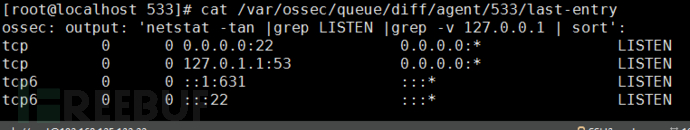 [root@localhost 533]# cat /var/ossec/queue/diff/agent/533/last-entry
ossec: output: 'netstat -tan |grep LISTEN |grep -v 127.0.0.1 | sort':
tcp 0 0 0.0.0.0:22 0.0.0.0:* LISTEN
tcp 0 0 127.0.1.1:53 0.0.0.0:* LISTEN
tcp6 0 0 ::1:631 :::* LISTEN
tcp6 0 0 :::22 :::* LISTEN
FREEBUF